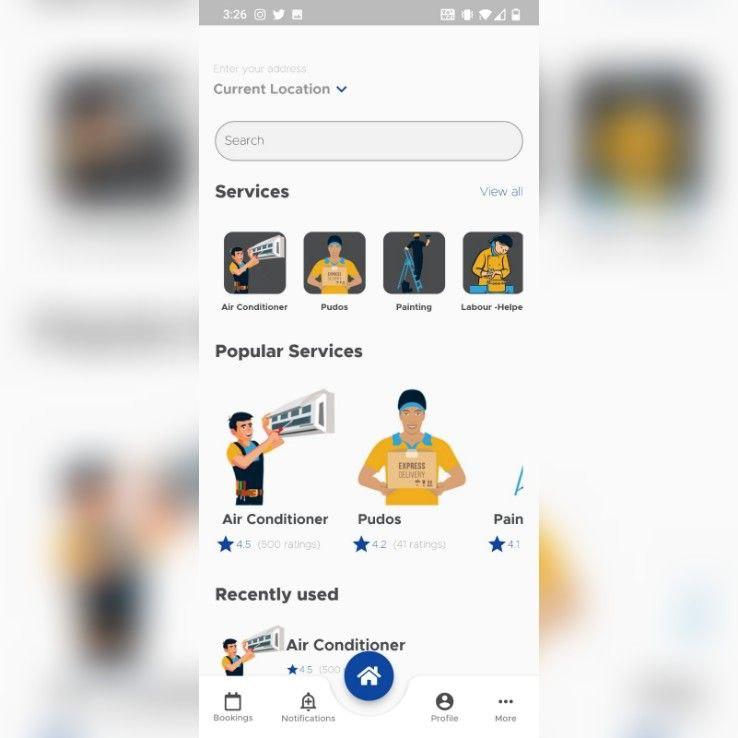 3:26
Enter your address
Current Location
Search
Services
View all
Air Conditioner
Pudos
Painting
Labour -Helpe
Popular Services
EXPRESS
DELIVERY
Air Conditioner
Pudos
Pain
4.5 (500 ratings)
4.2 (41 ratings)
4.1
Recently used
Air Conditioner
4.5 (500
Bookings
Notifications
Profile
More